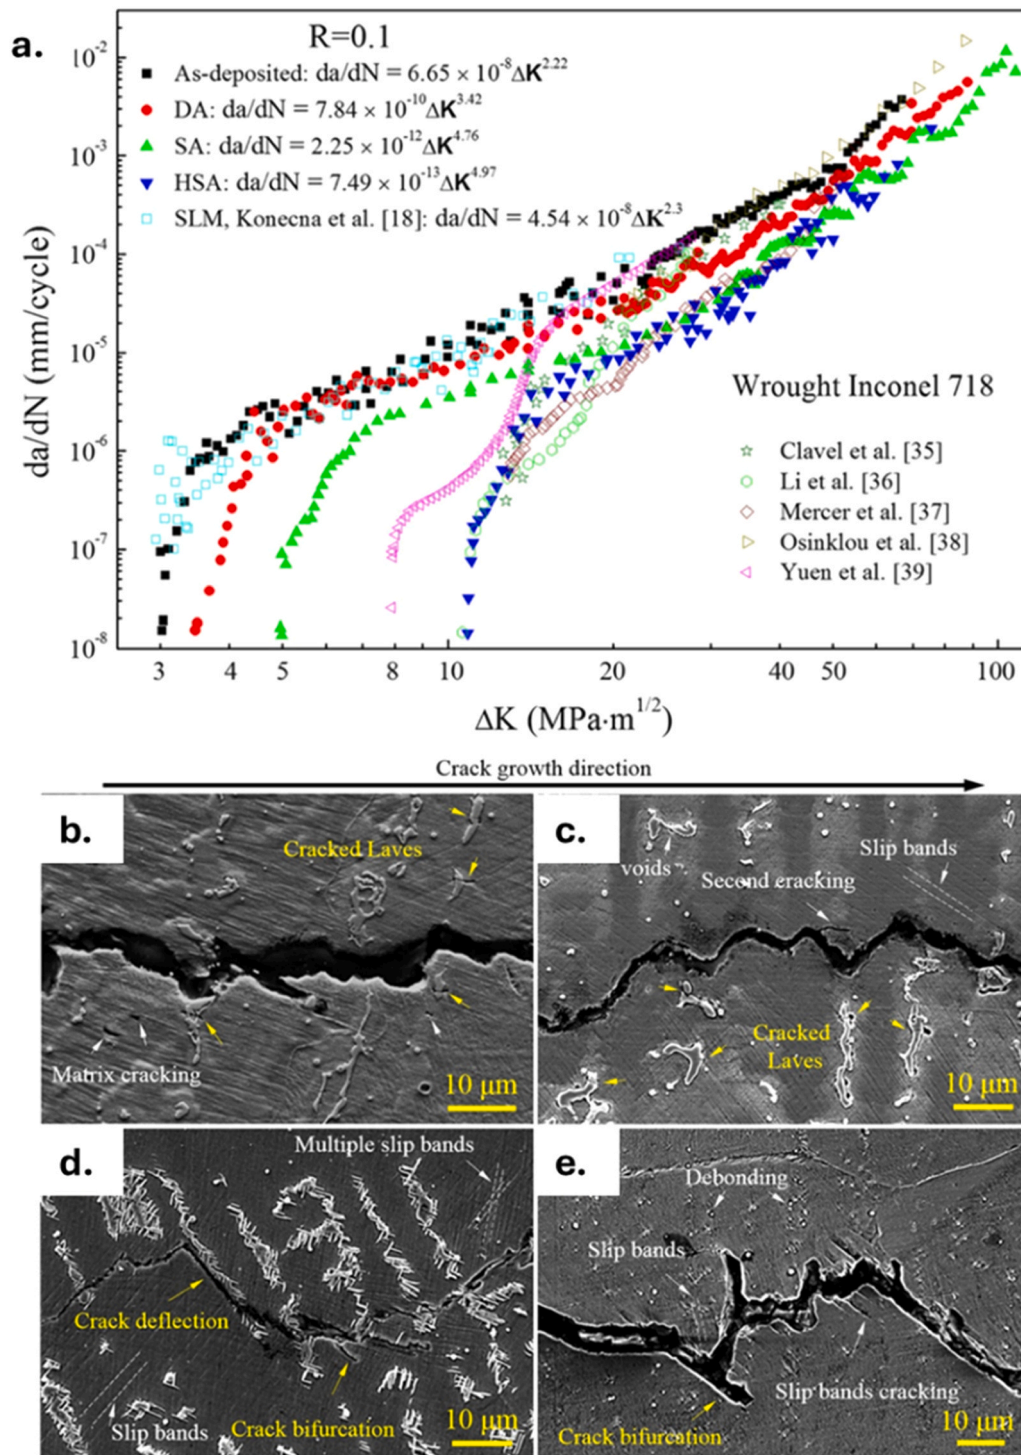 a.
R=0.1
As-deposited: da/dN = 6.65 × 10⁻⁸ΔK²·²²
DA: da/dN = 7.84 × 10⁻¹⁰ΔK³·⁴²
SA: da/dN = 2.25 × 10⁻¹²ΔK⁴·⁷⁶
HSA: da/dN = 7.49 × 10⁻¹³ΔK⁴·⁹⁷
SLM, Konecna et al. [18]: da/dN = 4.54 × 10⁻⁸ΔK²·³
10⁻²
10⁻³
10⁻⁴
10⁻⁵
10⁻⁶
10⁻⁷
10⁻⁸
da/dN (mm/cycle)
Wrought Inconel 718
Clavel et al. [35]
Li et al. [36]
Mercer et al. [37]
Osinklou et al. [38]
Yuen et al. [39]
3 4 5 6 8 10 20 30 40 50 100
ΔK (MPa·m¹/²)
Crack growth direction
b.
Cracked Laves
Matrix cracking
10 μm
c.
voids
Second cracking
Slip bands
Cracked
Laves
10 μm
d.
Multiple slip bands
Crack deflection
Slip bands
Crack bifurcation
10 μm
e.
Debonding
Slip bands
Slip bands cracking
Crack bifurcation
10 μm